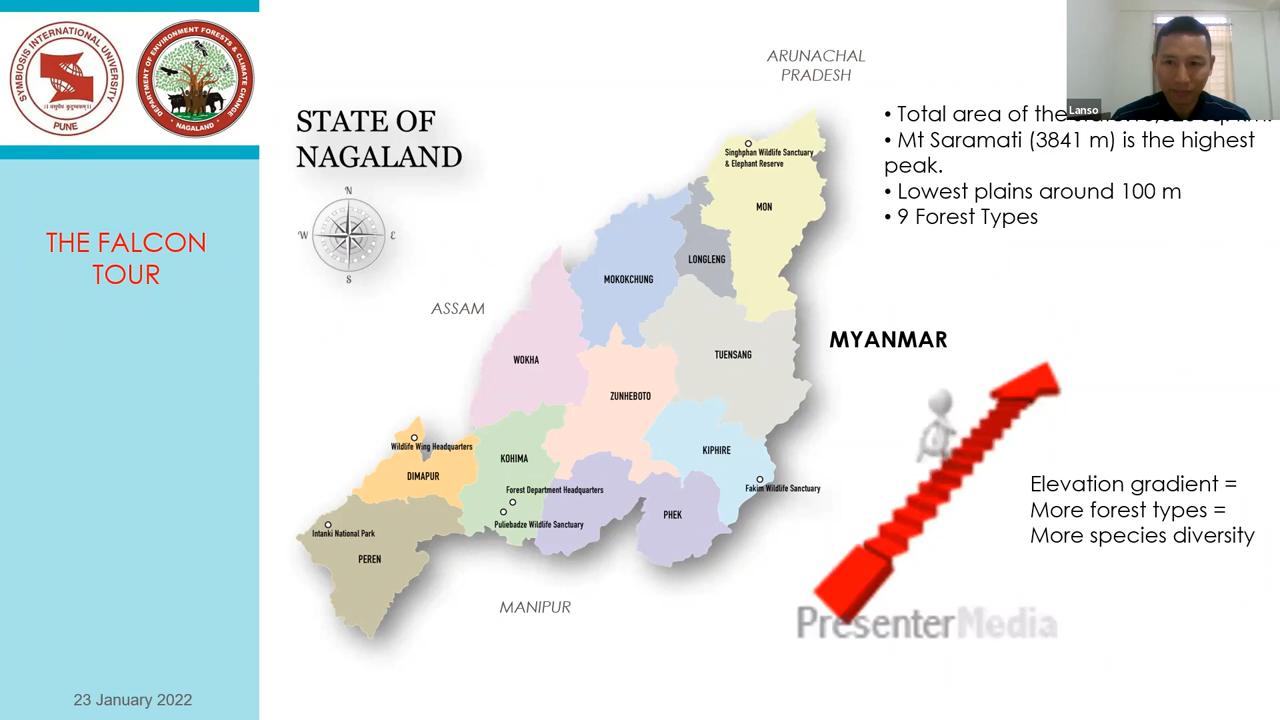 SYMBIOSIS INTERNATIONAL UNIVERSITY
॥ वसुधैव कुटुम्बकम् ॥
PUNE
DEPARTMENT OF ENVIRONMENT FORESTS & CLIMATE CHANGE
• NAGALAND •
THE FALCON
TOUR
23 January 2022
STATE OF
NAGALAND
N
W
E
S
ARUNACHAL
PRADESH
ASSAM
MYANMAR
MANIPUR
Singhphan Wildlife Sanctuary
& Elephant Reserve
MON
LONGLENG
MOKOKCHUNG
TUENSANG
WOKHA
ZUNHEBOTO
KIPHIRE
Fakim Wildlife Sanctuary
Wildlife Wing Headquarters
DIMAPUR
KOHIMA
Forest Department Headquarters
Puliebadze Wildlife Sanctuary
PHEK
Intanki National Park
PEREN
Lanso
• Total area of the
• Mt Saramati (3841 m) is the highest
peak.
• Lowest plains around 100 m
• 9 Forest Types
Elevation gradient =
More forest types =
More species diversity
PresenterMedia